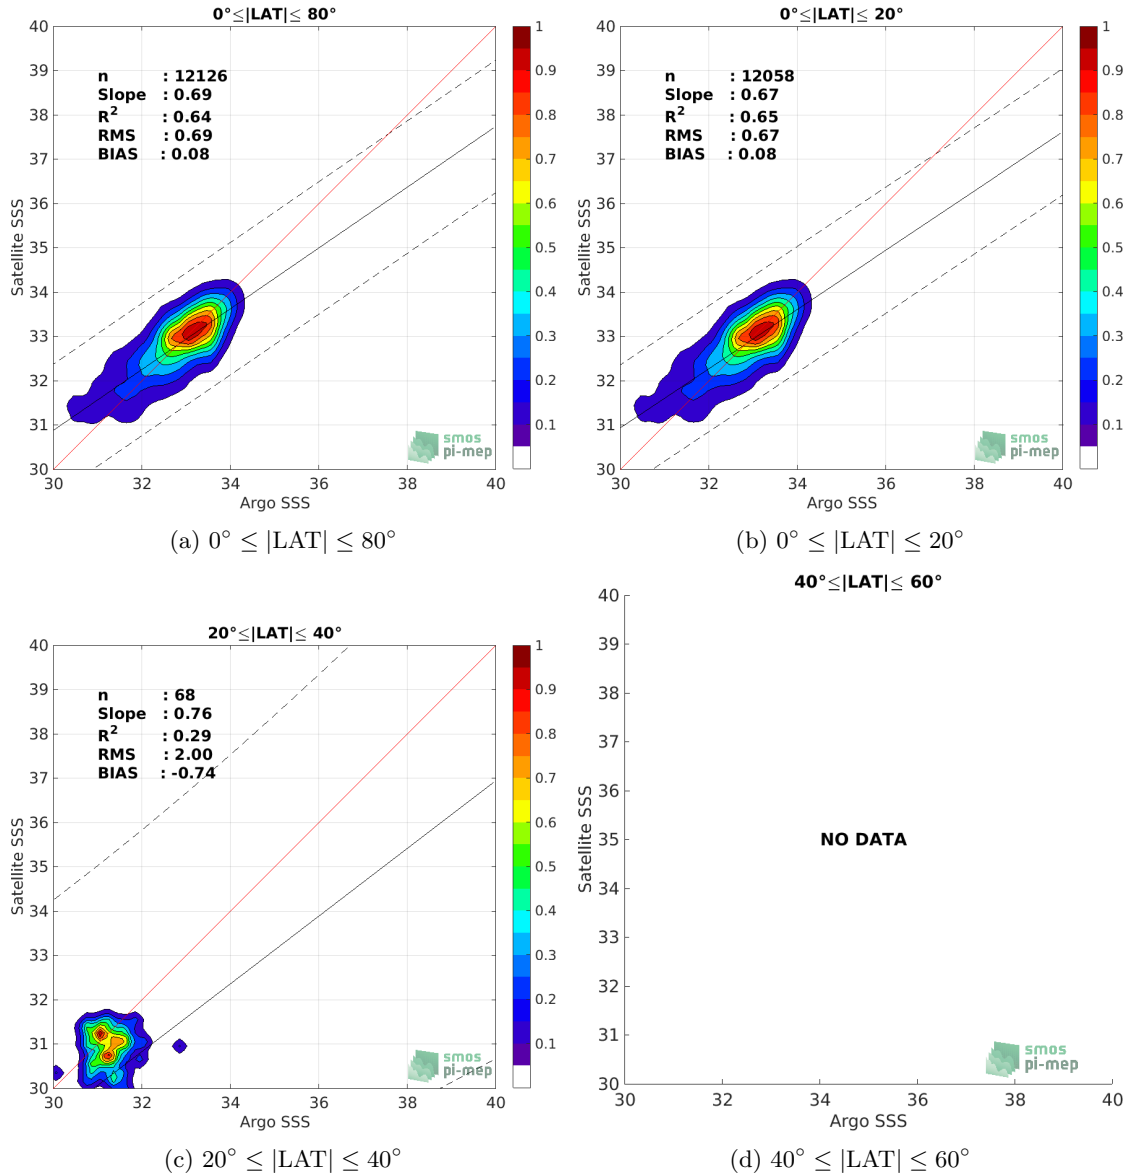 0°≤|LAT|≤ 80°
40
39
38
37
36
35
34
33
32
31
30
Satellite SSS
n : 12126
Slope : 0.69
R² : 0.64
RMS : 0.69
BIAS : 0.08
smos
pi-mep
30 32 34 36 38 40
Argo SSS
1
0.9
0.8
0.7
0.6
0.5
0.4
0.3
0.2
0.1
(a) 0° ≤ |LAT| ≤ 80°
0°≤|LAT|≤ 20°
40
39
38
37
36
35
34
33
32
31
30
Satellite SSS
n : 12058
Slope : 0.67
R² : 0.65
RMS : 0.67
BIAS : 0.08
smos
pi-mep
30 32 34 36 38 40
Argo SSS
1
0.9
0.8
0.7
0.6
0.5
0.4
0.3
0.2
0.1
(b) 0° ≤ |LAT| ≤ 20°
20°≤|LAT|≤ 40°
40
39
38
37
36
35
34
33
32
31
30
Satellite SSS
n : 68
Slope : 0.76
R² : 0.29
RMS : 2.00
BIAS : -0.74
smos
pi-mep
30 32 34 36 38 40
Argo SSS
1
0.9
0.8
0.7
0.6
0.5
0.4
0.3
0.2
0.1
(c) 20° ≤ |LAT| ≤ 40°
40°≤|LAT|≤ 60°
40
39
38
37
36
35
34
33
32
31
30
Satellite SSS
NO DATA
smos
pi-mep
30 32 34 36 38 40
Argo SSS
(d) 40° ≤ |LAT| ≤ 60°